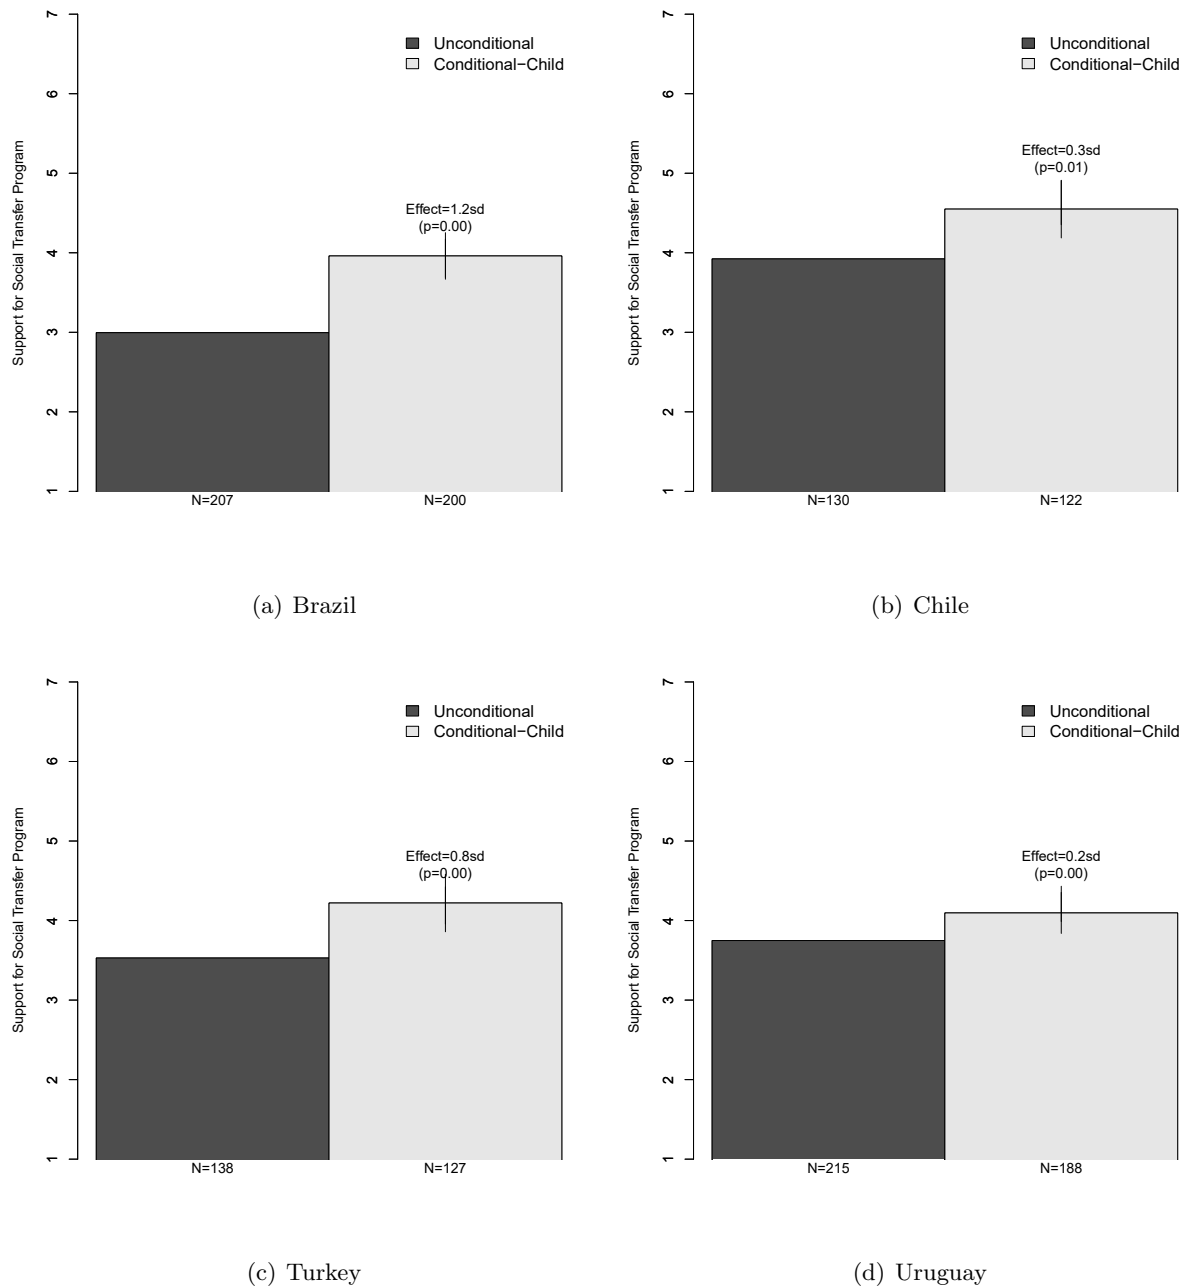 Support for Social Transfer Program
7
6
5
4
3
2
1
Unconditional
Conditional−Child
Effect=1.2sd
(p=0.00)
N=207 N=200
(a) Brazil
Support for Social Transfer Program
7
6
5
4
3
2
1
Unconditional
Conditional−Child
Effect=0.3sd
(p=0.01)
N=130 N=122
(b) Chile
Support for Social Transfer Program
7
6
5
4
3
2
1
Unconditional
Conditional−Child
Effect=0.8sd
(p=0.00)
N=138 N=127
(c) Turkey
Support for Social Transfer Program
7
6
5
4
3
2
1
Unconditional
Conditional−Child
Effect=0.2sd
(p=0.00)
N=215 N=188
(d) Uruguay